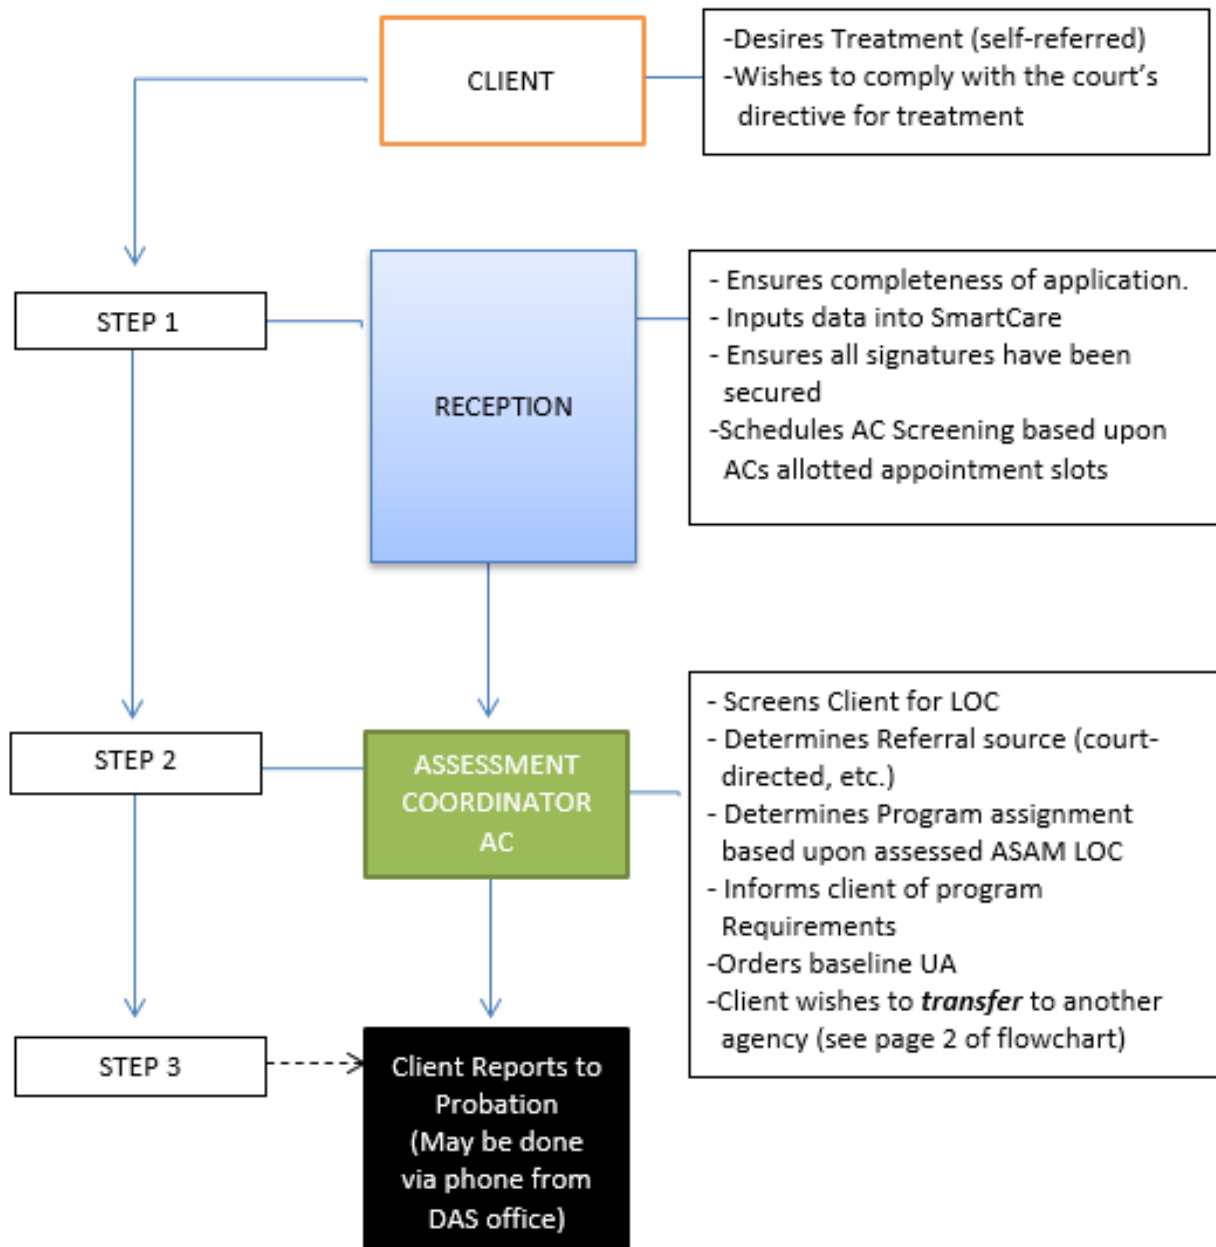 CLIENT
-Desires Treatment (self-referred)
-Wishes to comply with the court's
directive for treatment
STEP 1
RECEPTION
- Ensures completeness of application.
- Inputs data into SmartCare
- Ensures all signatures have been
secured
-Schedules AC Screening based upon
ACs allotted appointment slots
STEP 2
ASSESSMENT
COORDINATOR
AC
- Screens Client for LOC
- Determines Referral source (court-
directed, etc.)
- Determines Program assignment
based upon assessed ASAM LOC
- Informs client of program
Requirements
-Orders baseline UA
-Client wishes to transfer to another
agency (see page 2 of flowchart)
STEP 3
Client Reports to
Probation
(May be done
via phone from
DAS office)